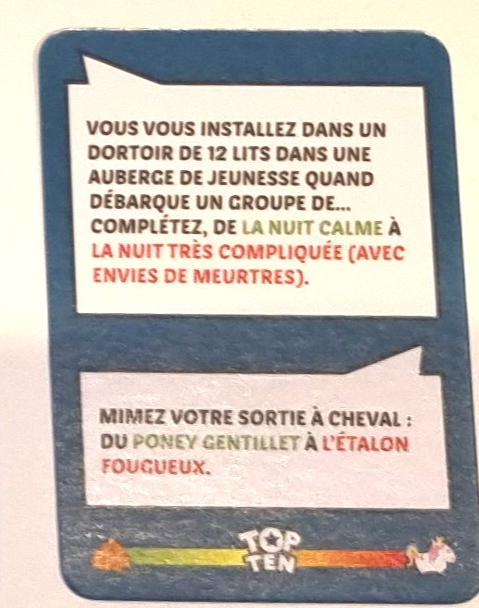 VOUS VOUS INSTALLEZ DANS UN
DORTOIR DE 12 LITS DANS UNE
AUBERGE DE JEUNESSE QUAND
DÉBARQUE UN GROUPE DE...
COMPLÉTEZ, DE LA NUIT CALME À
LA NUIT TRÈS COMPLIQUÉE (AVEC
ENVIES DE MEURTRES).
MIMEZ VOTRE SORTIE À CHEVAL :
DU PONEY GENTILLET À L'ÉTALON
FOUGUEUX.
TOP
TEN